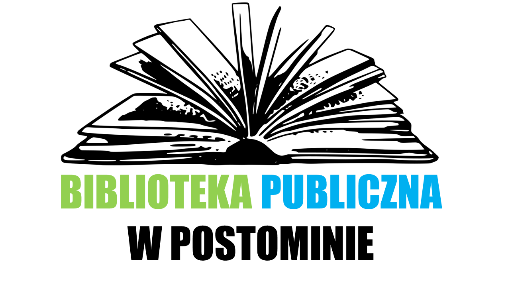 BIBLIOTEKA PUBLICZNA
W POSTOMINIE